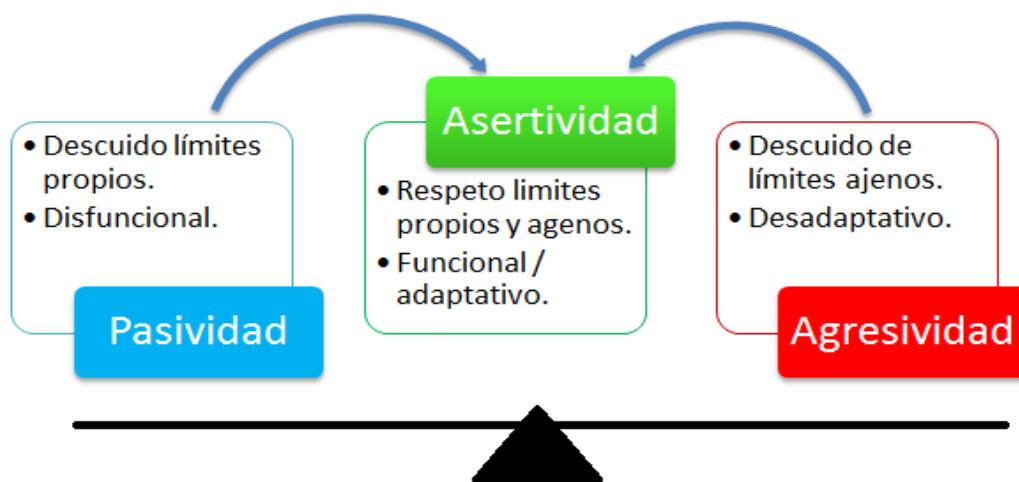 • Descuido límites
propios.
• Disfuncional.
Pasividad
Asertividad
• Respeto limites
propios y agenos.
• Funcional /
adaptativo.
• Descuido de
límites ajenos.
• Desadaptativo.
Agresividad